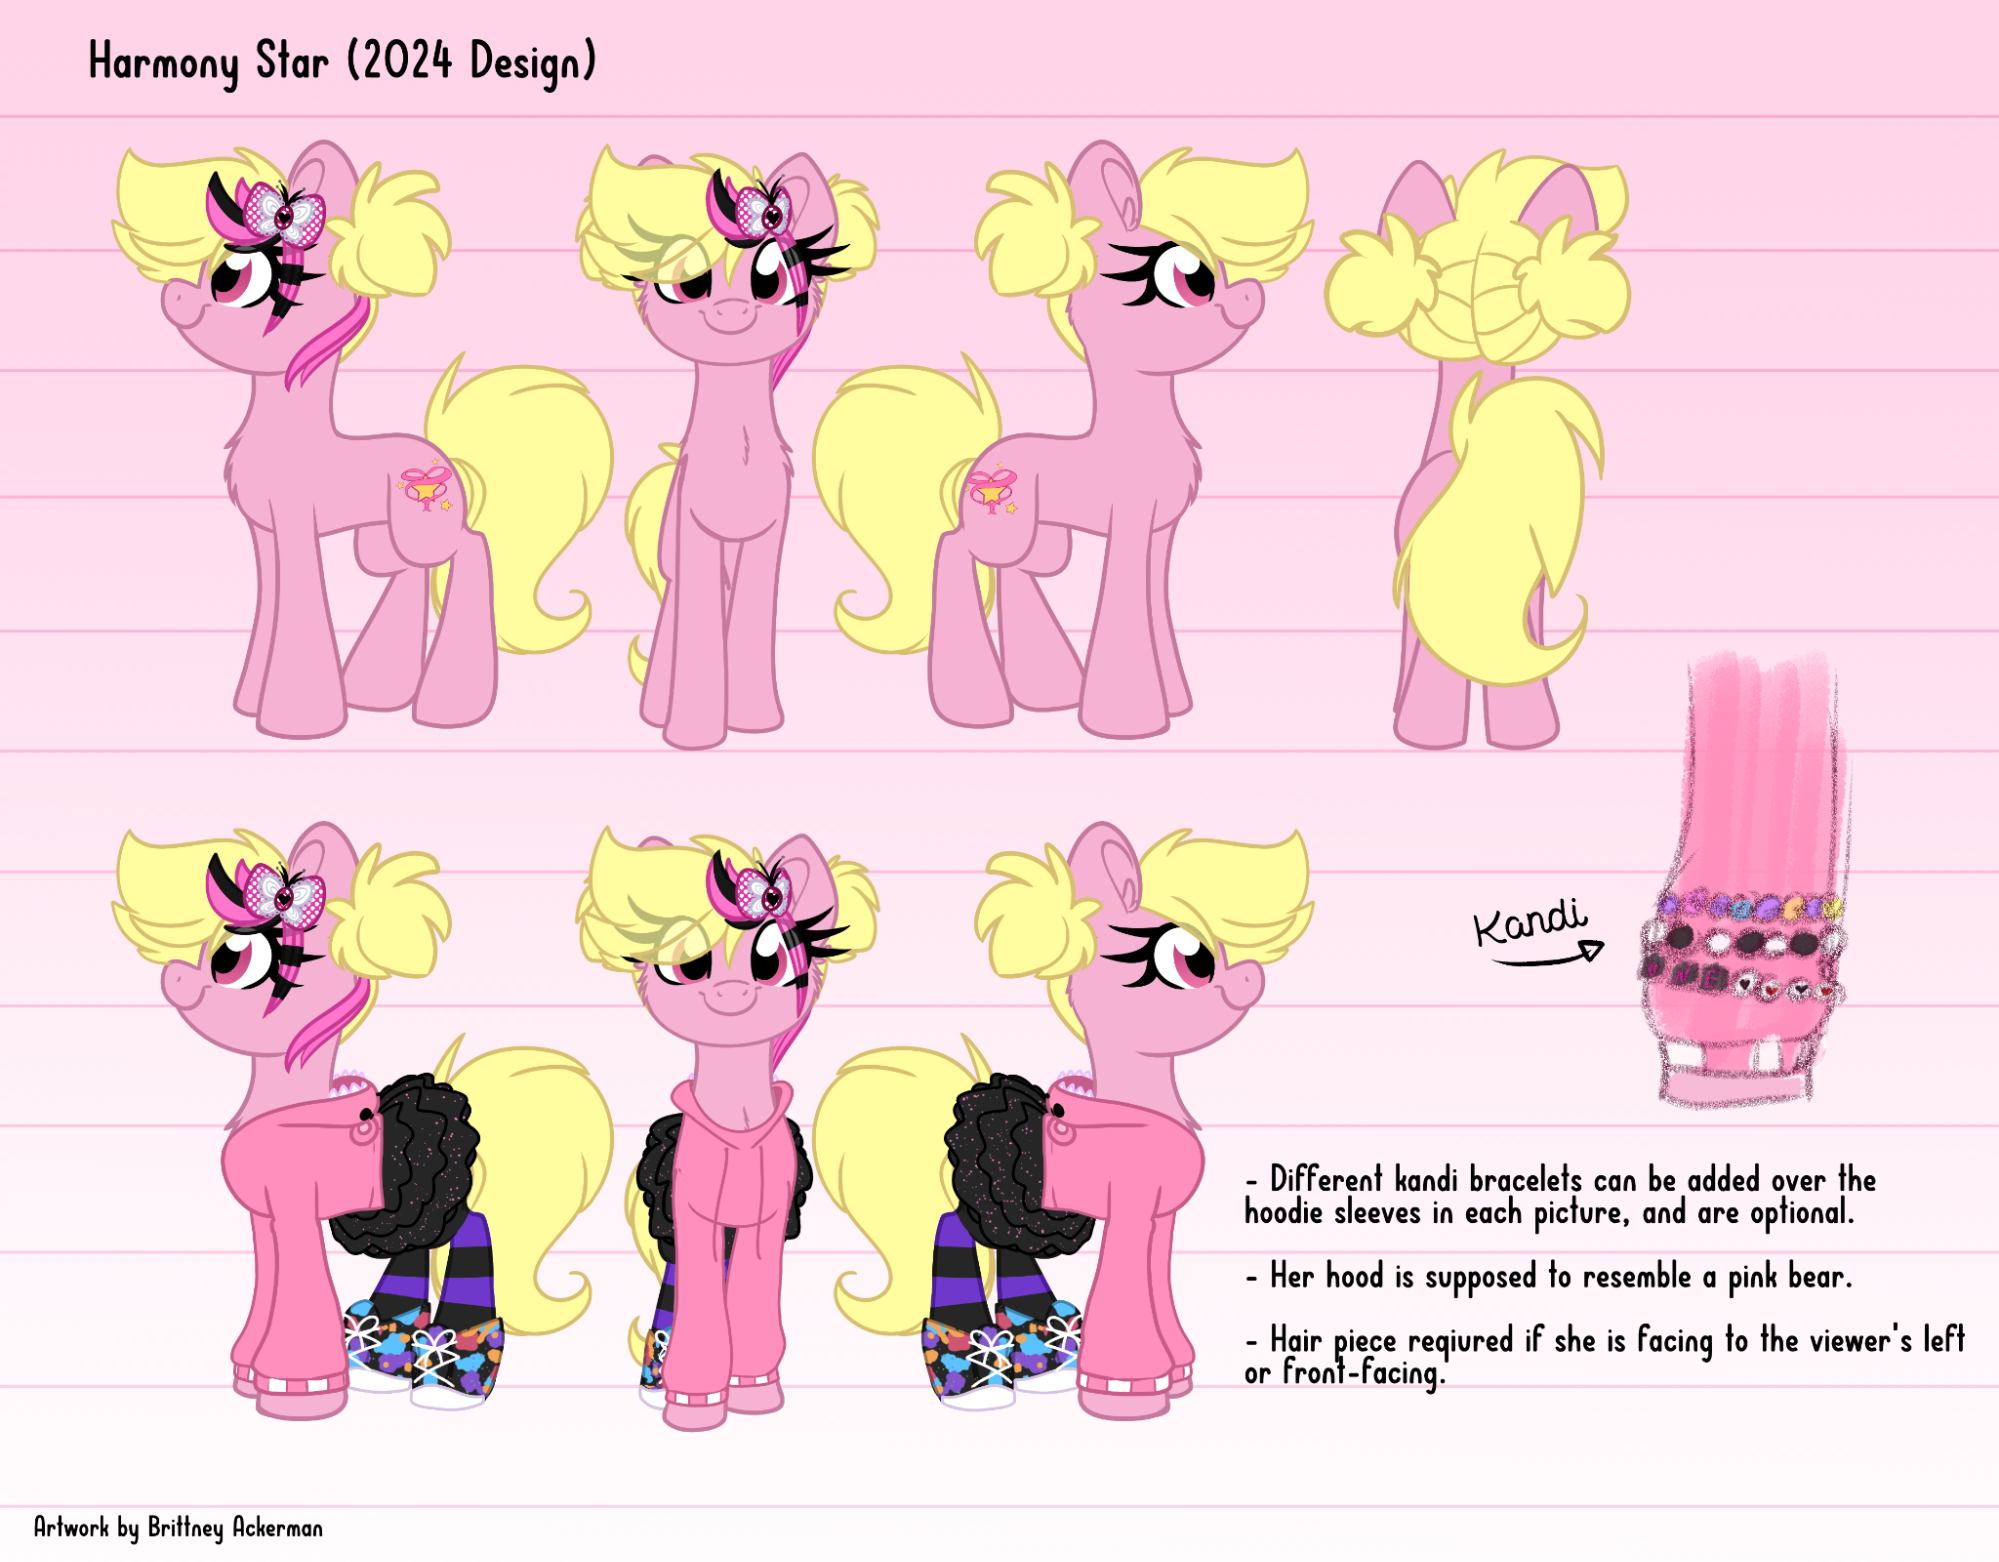 Harmony Star (2024 Design)
Kandi
ONE
- Different kandi bracelets can be added over the
hoodie sleeves in each picture, and are optional.
- Her hood is supposed to resemble a pink bear.
- Hair piece reqiured if she is facing to the viewer's left
or front-facing.
Artwork by Brittney Ackerman